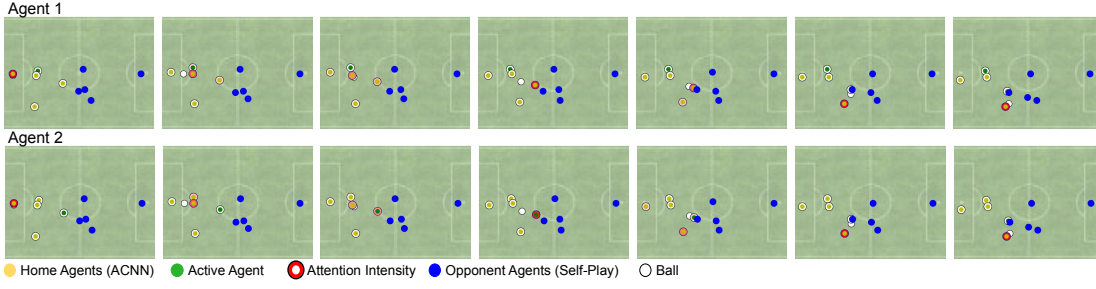 Agent 1
Agent 2
Home Agents (ACNN) Active Agent Attention Intensity Opponent Agents (Self-Play) Ball